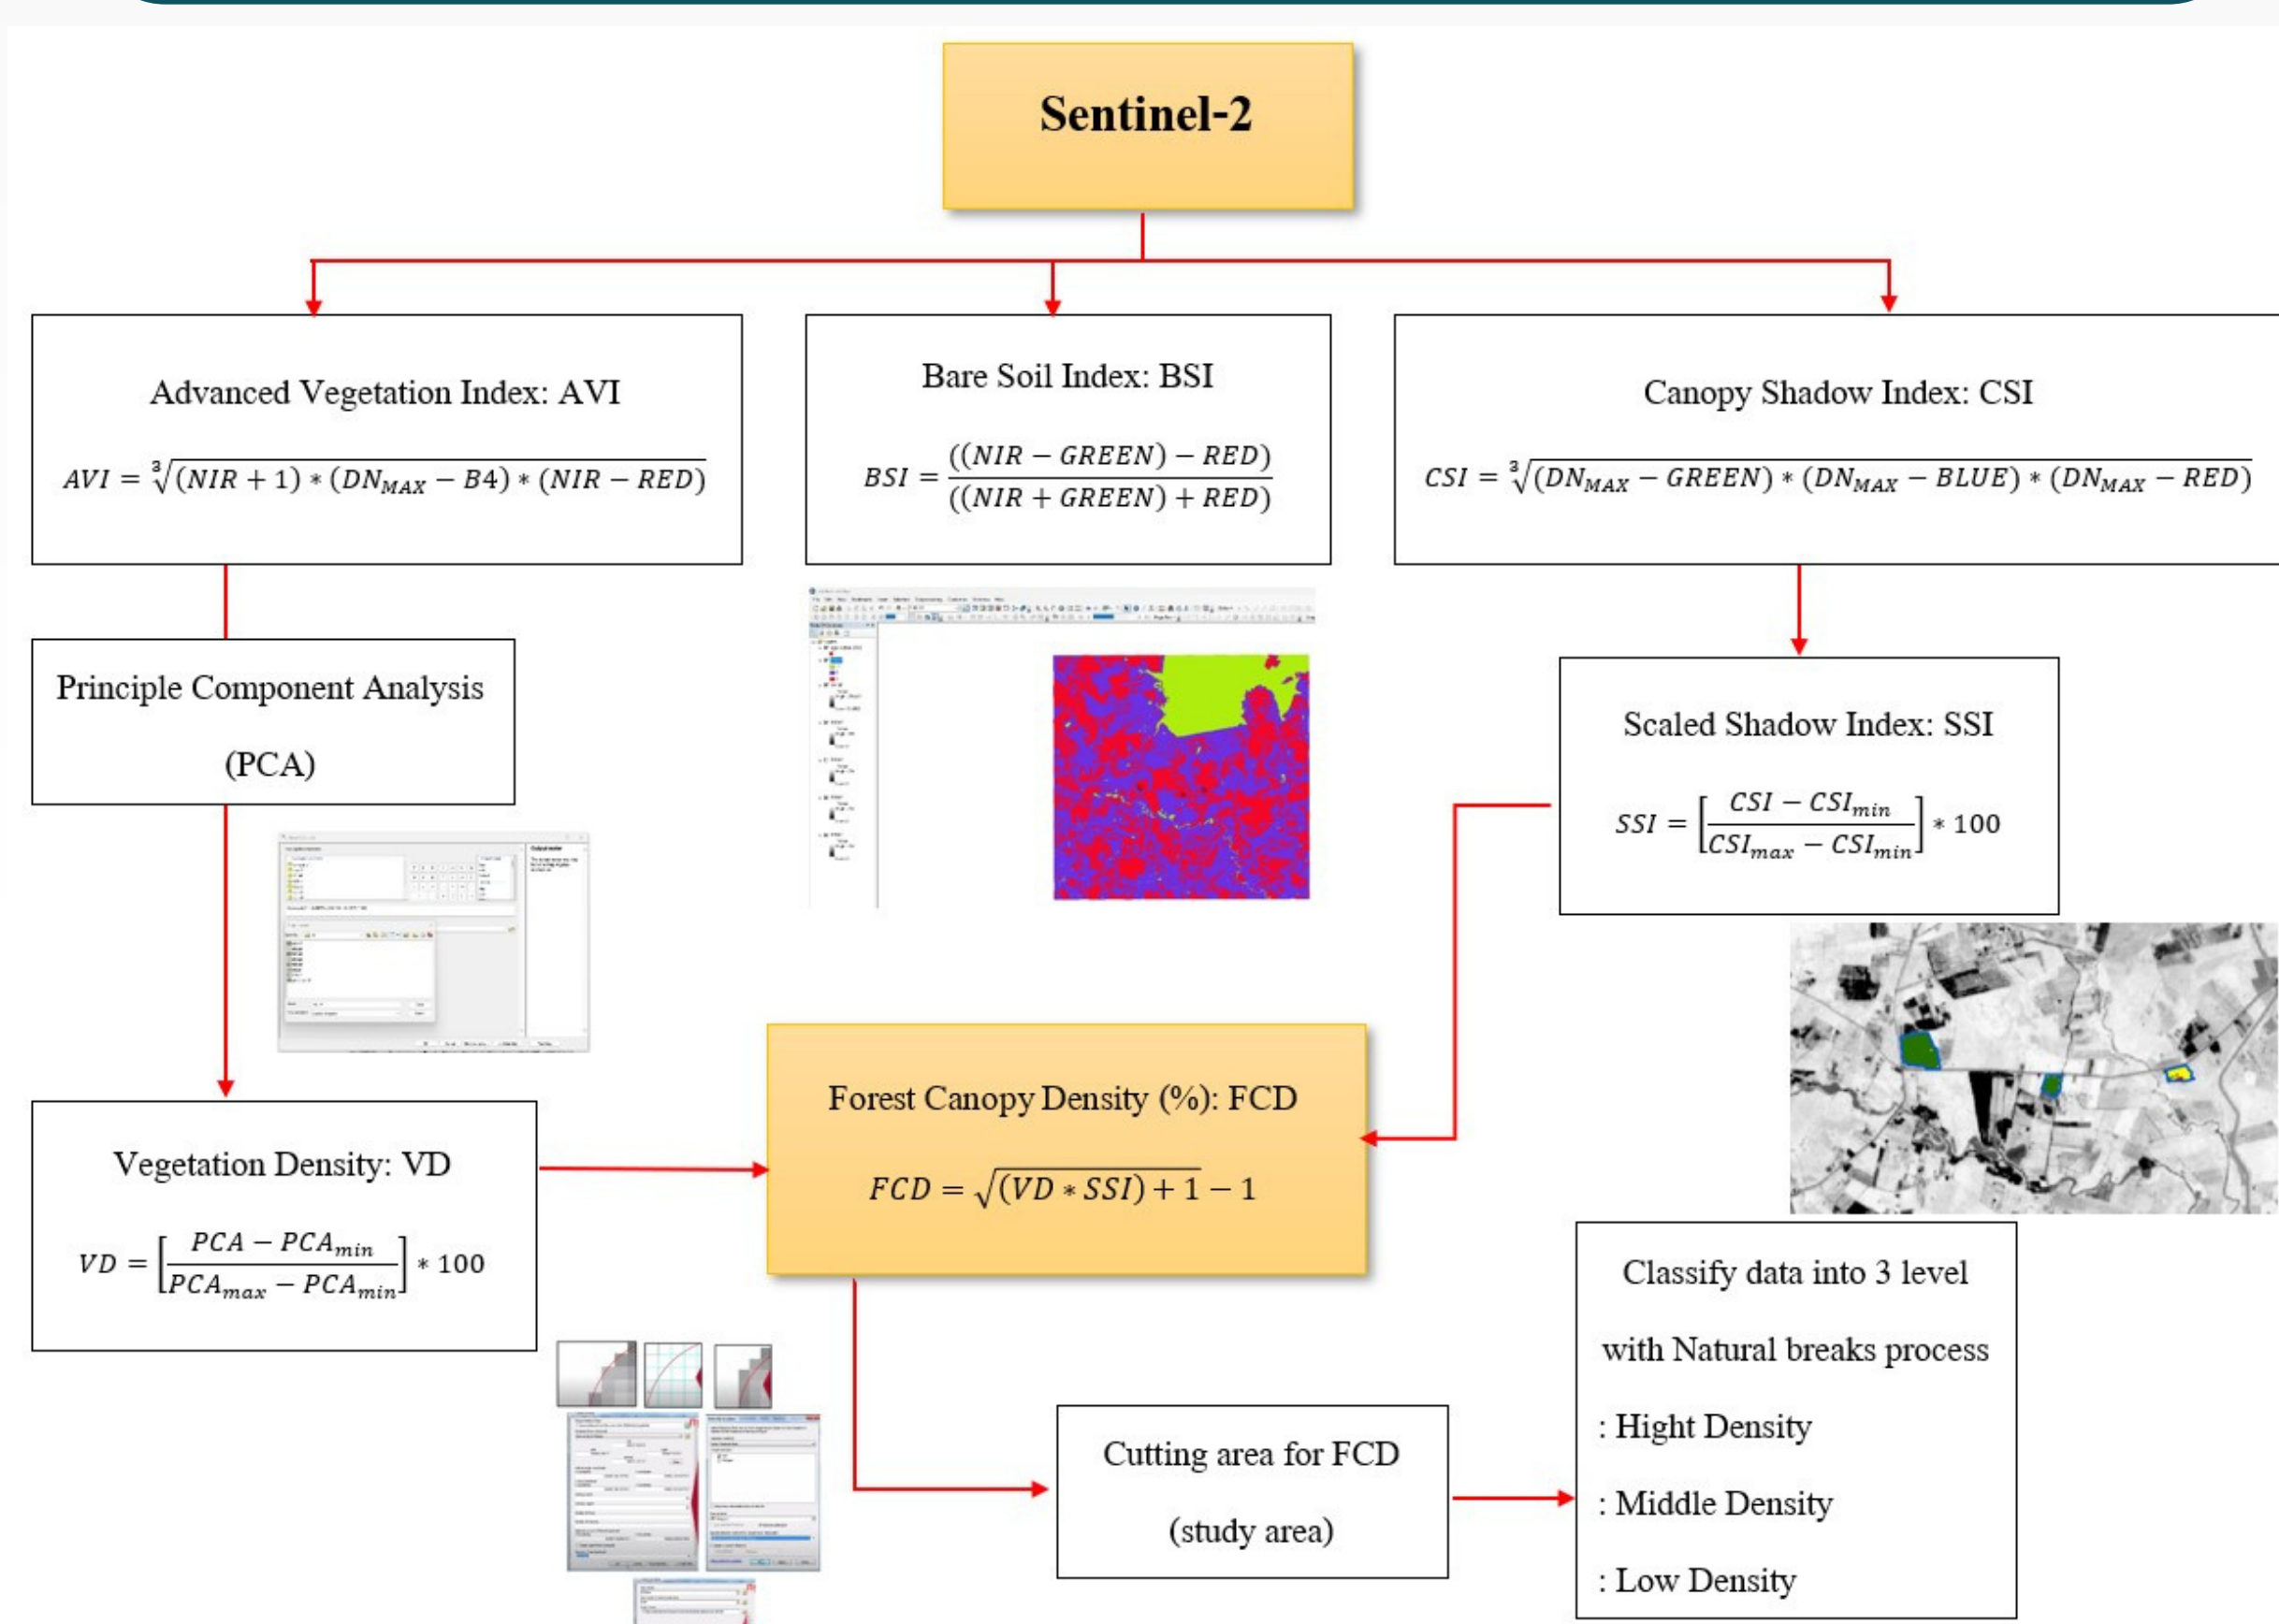 Sentinel-2
Advanced Vegetation Index: AVI
AVI = ∛((NIR + 1) * (DN_MAX − B4) * (NIR − RED))
Bare Soil Index: BSI
BSI = ((NIR − GREEN) − RED) / ((NIR + GREEN) + RED)
Canopy Shadow Index: CSI
CSI = ∛((DN_MAX − GREEN) * (DN_MAX − BLUE) * (DN_MAX − RED))
Principle Component Analysis
(PCA)
Scaled Shadow Index: SSI
SSI = [(CSI − CSI_min) / (CSI_max − CSI_min)] * 100
Vegetation Density: VD
VD = [(PCA − PCA_min) / (PCA_max − PCA_min)] * 100
Forest Canopy Density (%): FCD
FCD = √((VD * SSI) + 1) − 1
Cutting area for FCD
(study area)
Classify data into 3 level
with Natural breaks process
: Hight Density
: Middle Density
: Low Density